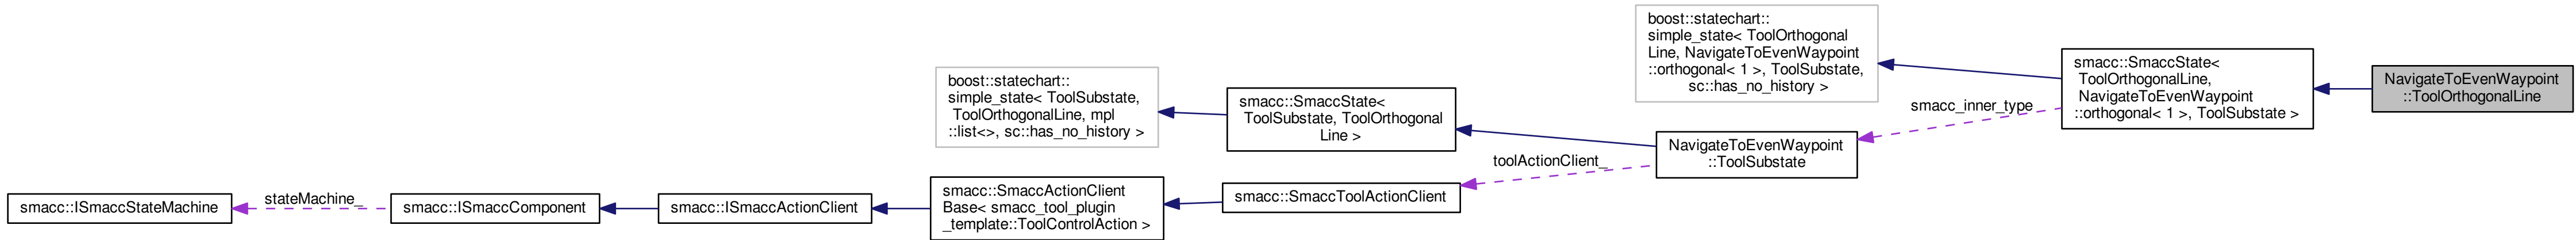 smacc::ISmaccStateMachine
stateMachine_
smacc::ISmaccComponent
smacc::ISmaccActionClient
boost::statechart::
simple_state< ToolSubstate,
ToolOrthogonalLine, mpl
::list<>, sc::has_no_history >
smacc::SmaccActionClient
Base< smacc_tool_plugin
_template::ToolControlAction >
smacc::SmaccState<
ToolSubstate, ToolOrthogonal
Line >
smacc::SmaccToolActionClient
toolActionClient_
boost::statechart::
simple_state< ToolOrthogonal
Line, NavigateToEvenWaypoint
::orthogonal< 1 >, ToolSubstate,
sc::has_no_history >
NavigateToEvenWaypoint
::ToolSubstate
smacc_inner_type
smacc::SmaccState<
ToolOrthogonalLine,
NavigateToEvenWaypoint
::orthogonal< 1 >, ToolSubstate >
NavigateToEvenWaypoint
::ToolOrthogonalLine